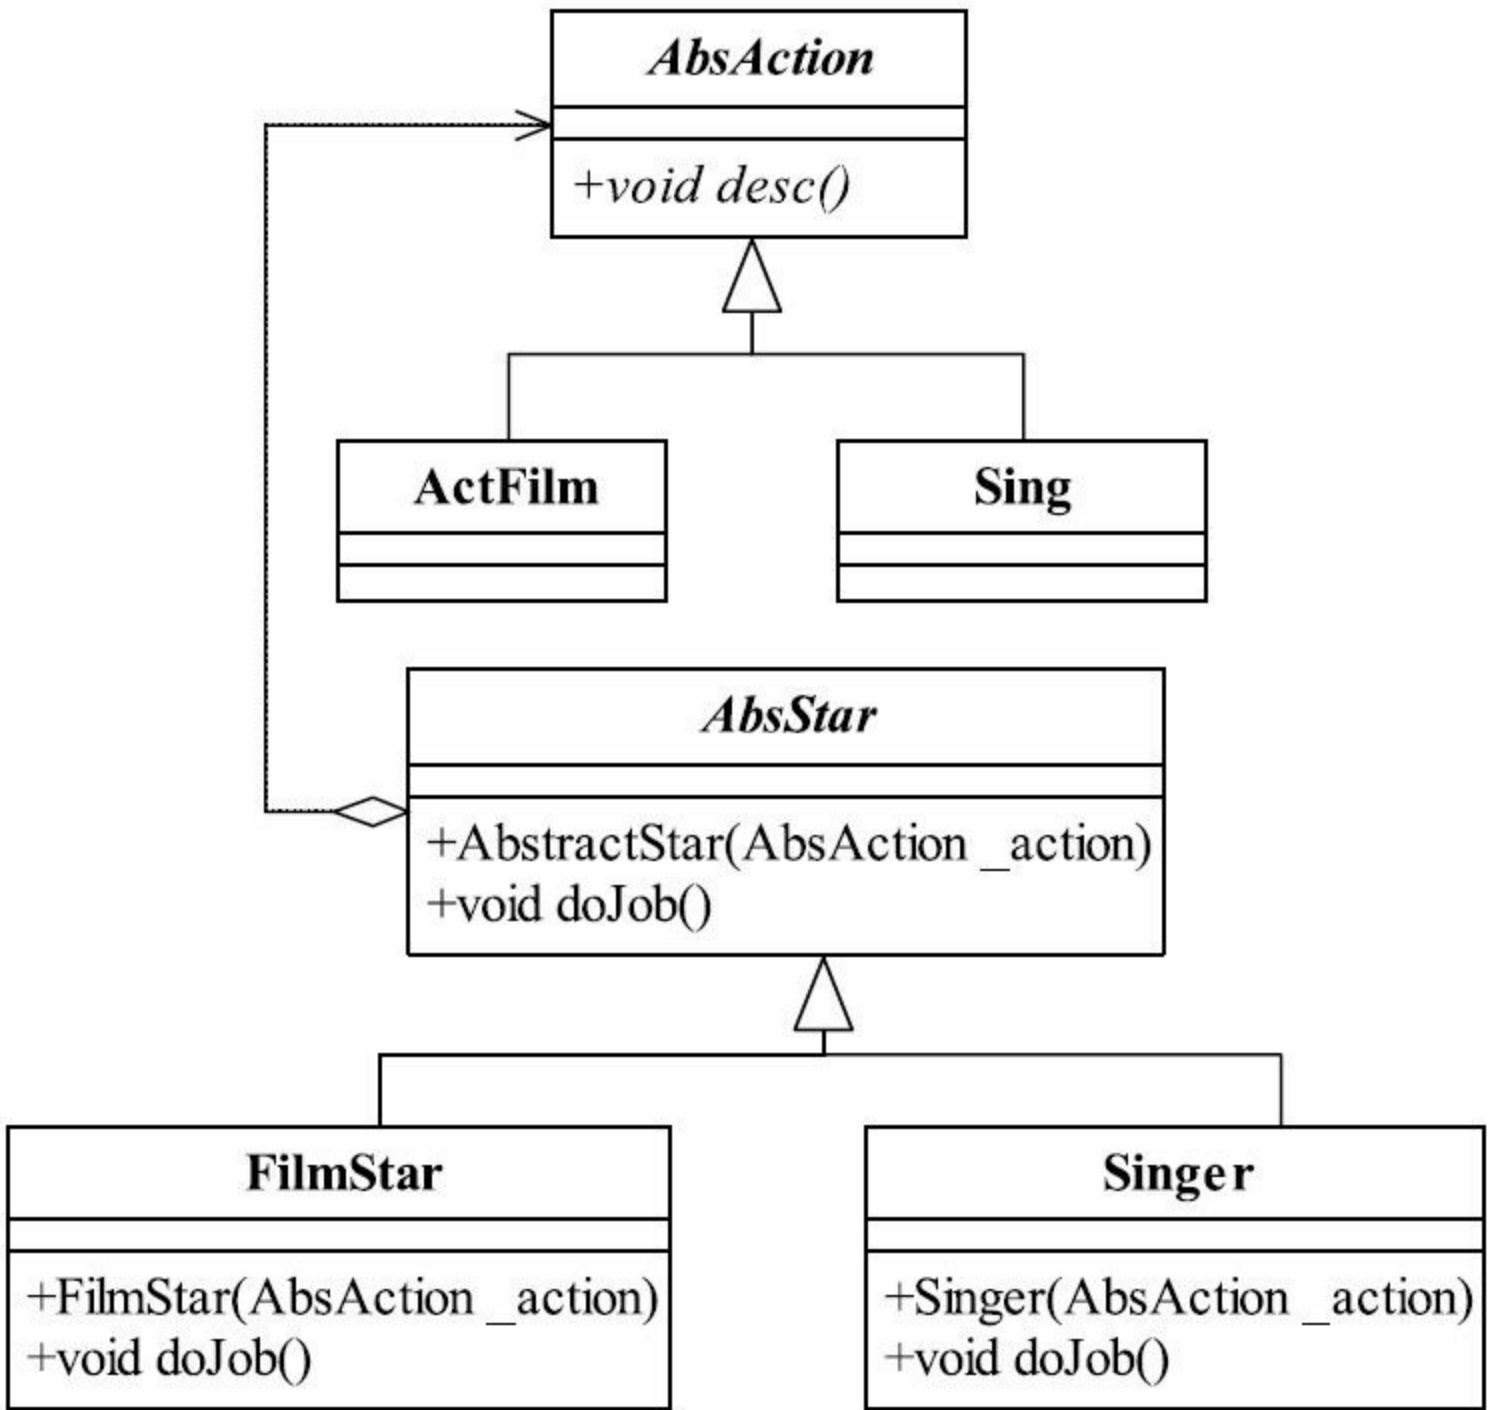 AbsAction
+void desc()
ActFilm
Sing
AbsStar
+AbstractStar(AbsAction _action)
+void doJob()
FilmStar
+FilmStar(AbsAction _action)
+void doJob()
Singer
+Singer(AbsAction _action)
+void doJob()